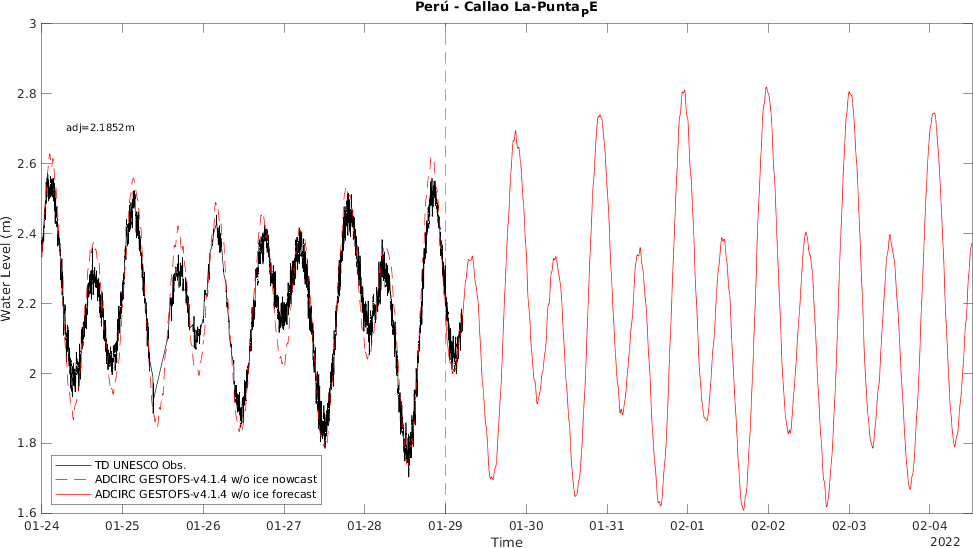 Perú - Callao La-PuntapE
3
2.8
2.6
2.4
2.2
2
1.8
1.6
Water Level (m)
adj=2.1852m
TD UNESCO Obs.
ADCIRC GESTOFS-v4.1.4 w/o ice nowcast
ADCIRC GESTOFS-v4.1.4 w/o ice forecast
01-24 01-25 01-26 01-27 01-28 01-29 01-30 01-31 02-01 02-02 02-03 02-04
Time
2022